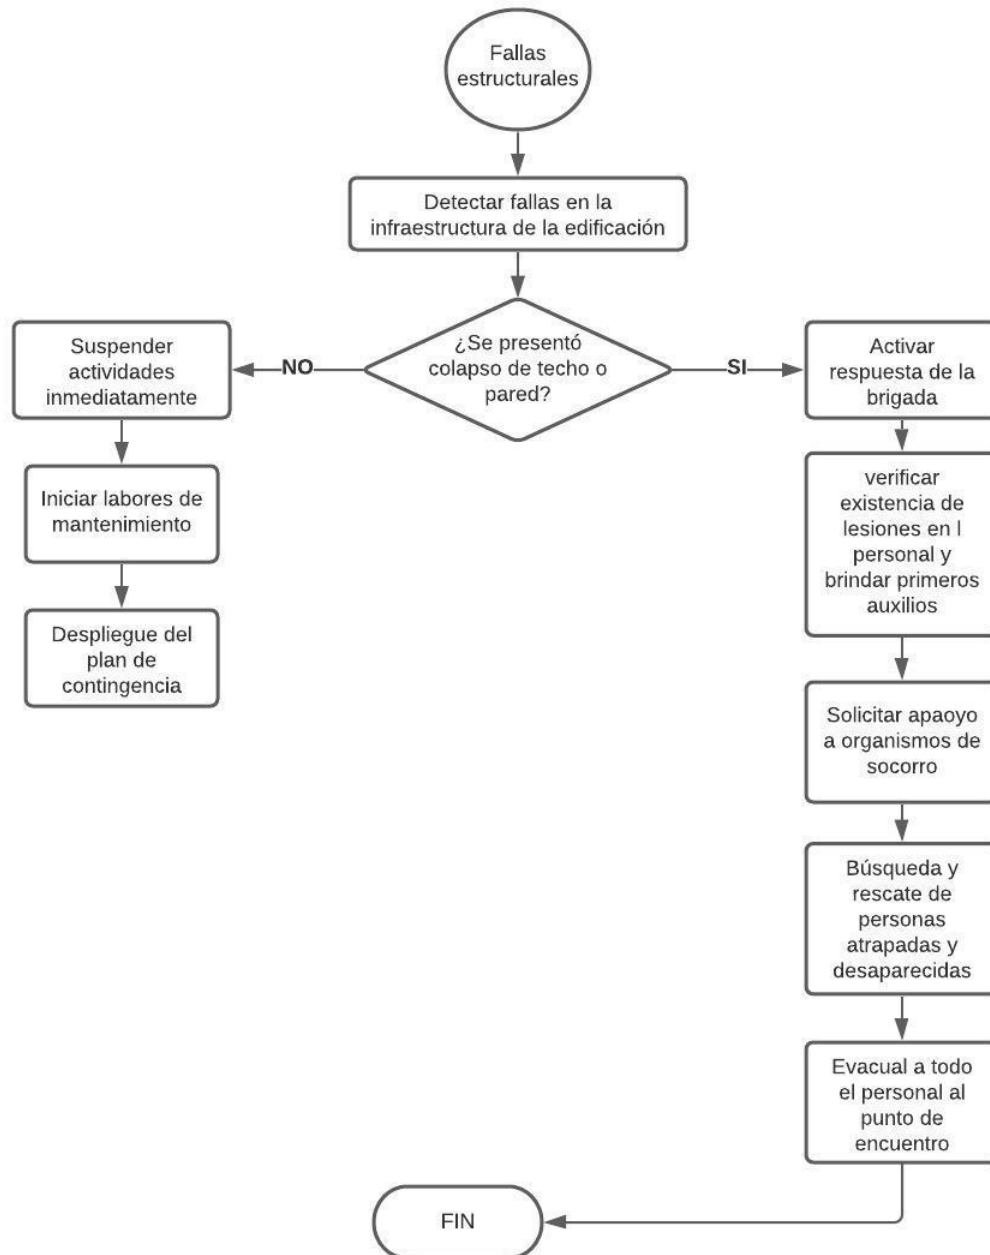 Fallas
estructurales
Detectar fallas en la
infraestructura de la edificación
¿Se presentó
colapso de techo o
pared?
NO
SI
Suspender
actividades
inmediatamente
Iniciar labores de
mantenimiento
Despliegue del
plan de
contingencia
Activar
respuesta de la
brigada
verificar
existencia de
lesiones en l
personal y
brindar primeros
auxilios
Solicitar apaoyo
a organismos de
socorro
Búsqueda y
rescate de
personas
atrapadas y
desaparecidas
Evacual a todo
el personal al
punto de
encuentro
FIN